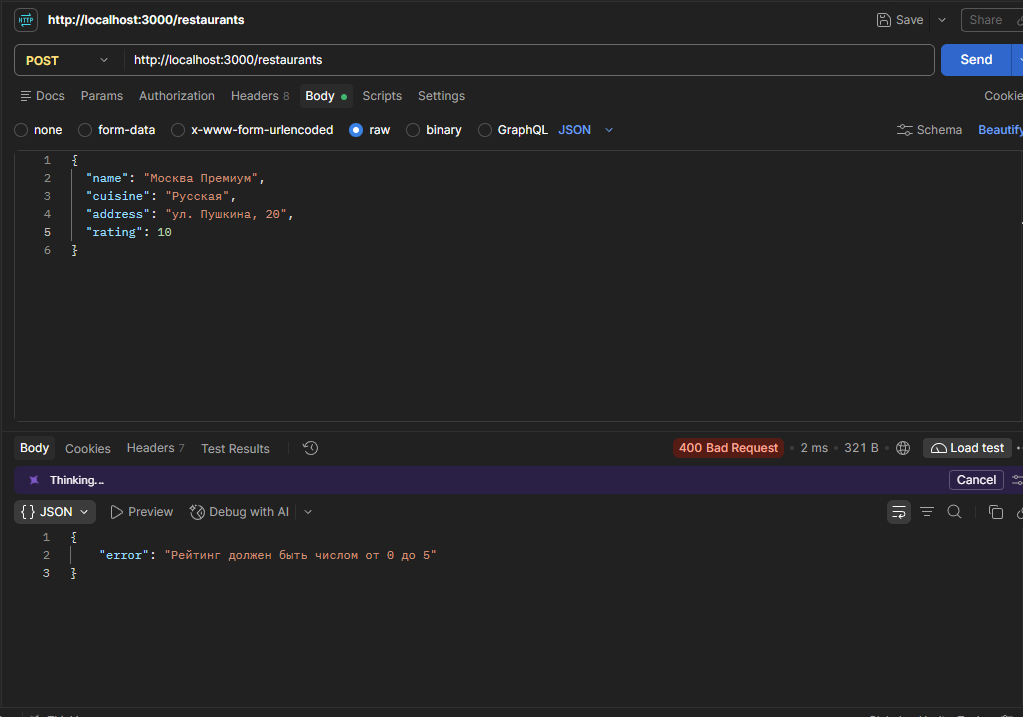 HTTP http://localhost:3000/restaurants Save Share
POST http://localhost:3000/restaurants Send
Docs Params Authorization Headers 8 Body Scripts Settings Cookie
none form-data x-www-form-urlencoded raw binary GraphQL JSON Schema Beautify
1 {
2 "name": "Москва Премиум",
3 "cuisine": "Русская",
4 "address": "ул. Пушкина, 20",
5 "rating": 10
6 }
Body Cookies Headers 7 Test Results 400 Bad Request 2 ms 321 B Load test
Thinking... Cancel
{ } JSON Preview Debug with AI
1 {
2 "error": "Рейтинг должен быть числом от 0 до 5"
3 }